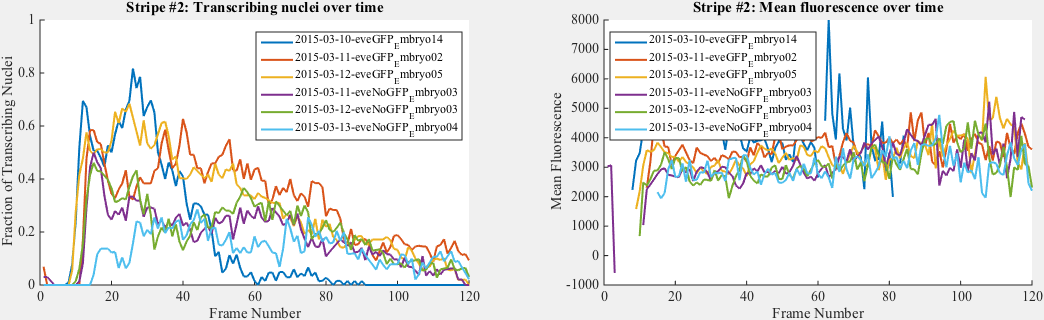 Stripe #2: Transcribing nuclei over time
Fraction of Transcribing Nuclei
1
0.8
0.6
0.4
0.2
0
2015-03-10-eveGFP_Embryo14
2015-03-11-eveGFP_Embryo02
2015-03-12-eveGFP_Embryo05
2015-03-11-eveNoGFP_Embryo03
2015-03-12-eveNoGFP_Embryo03
2015-03-13-eveNoGFP_Embryo04
0 20 40 60 80 100 120
Frame Number
Stripe #2: Mean fluorescence over time
Mean Fluorescence
8000
7000
6000
5000
4000
3000
2000
1000
0
-1000
2015-03-10-eveGFP_Embryo14
2015-03-11-eveGFP_Embryo02
2015-03-12-eveGFP_Embryo05
2015-03-11-eveNoGFP_Embryo03
2015-03-12-eveNoGFP_Embryo03
2015-03-13-eveNoGFP_Embryo04
0 20 40 60 80 100 120
Frame Number